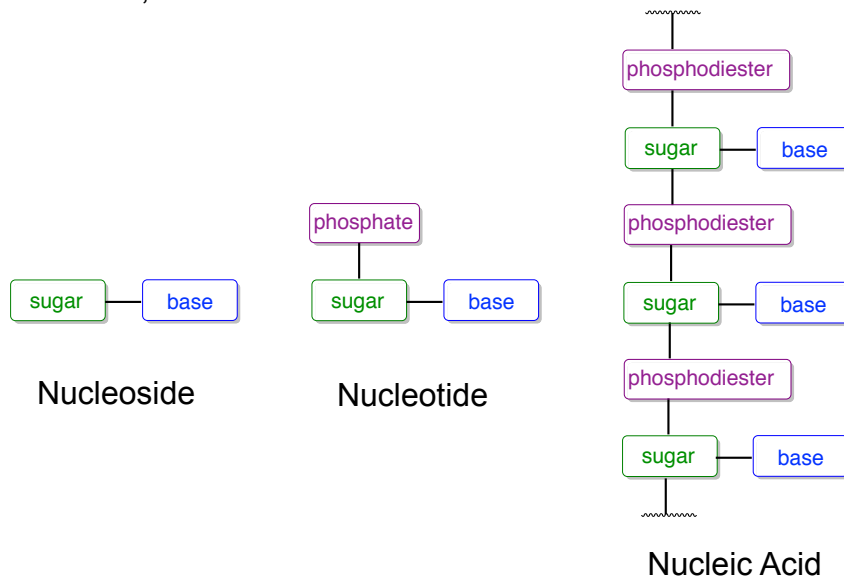 phosphodiester
sugar base
phosphodiester
phosphate
sugar base
sugar base
sugar base
phosphodiester
Nucleoside
Nucleotide
sugar base
Nucleic Acid